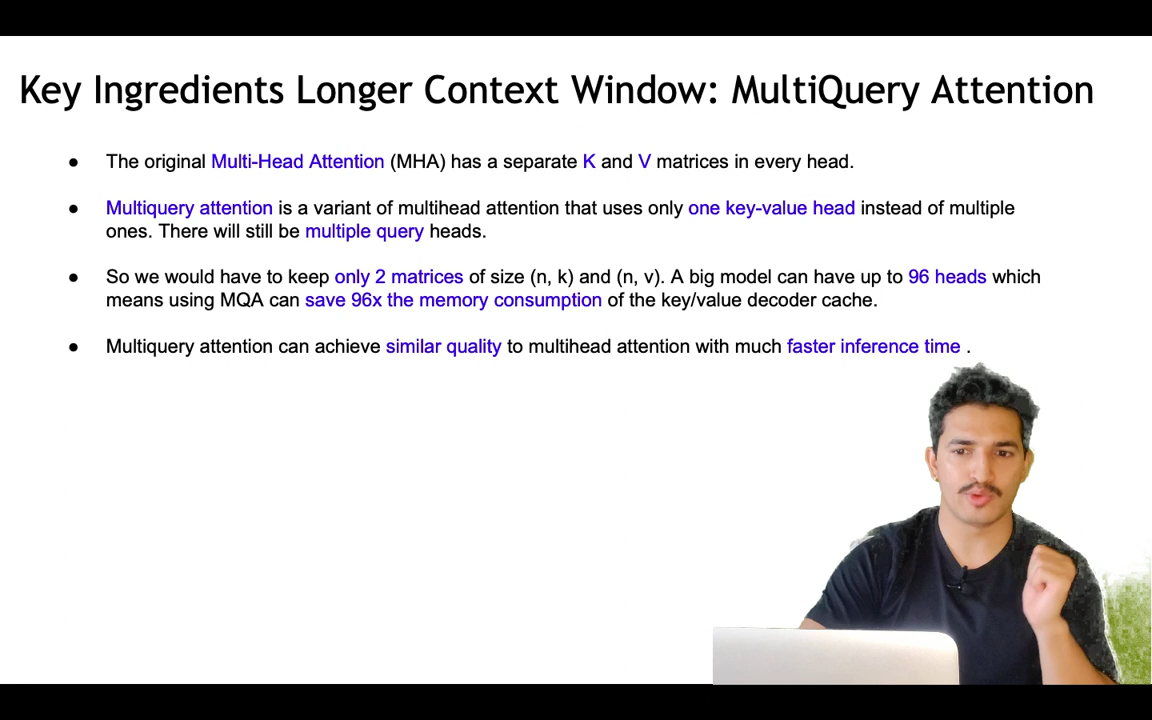 Key Ingredients Longer Context Window: MultiQuery Attention
● The original Multi-Head Attention (MHA) has a separate K and V matrices in every head.
● Multiquery attention is a variant of multihead attention that uses only one key-value head instead of multiple
ones. There will still be multiple query heads.
● So we would have to keep only 2 matrices of size (n, k) and (n, v). A big model can have up to 96 heads which
means using MQA can save 96x the memory consumption of the key/value decoder cache.
● Multiquery attention can achieve similar quality to multihead attention with much faster inference time .